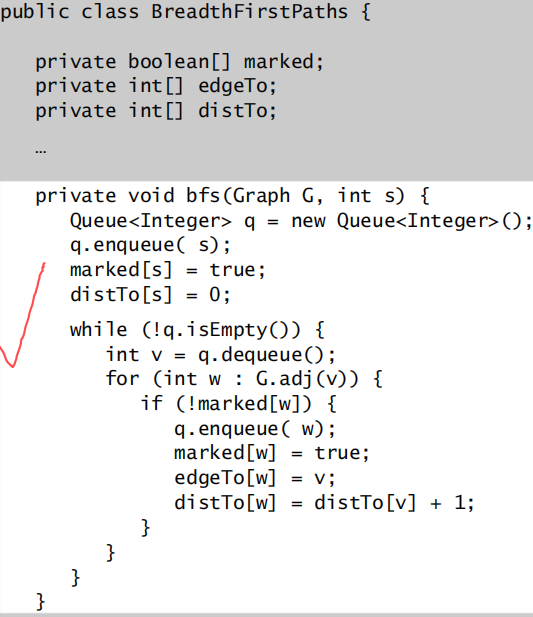 public class BreadthFirstPaths {
private boolean[] marked;
private int[] edgeTo;
private int[] distTo;
…
private void bfs(Graph G, int s) {
Queue<Integer> q = new Queue<Integer>();
q.enqueue( s);
marked[s] = true;
distTo[s] = 0;
while (!q.isEmpty()) {
int v = q.dequeue();
for (int w : G.adj(v)) {
if (!marked[w]) {
q.enqueue( w);
marked[w] = true;
edgeTo[w] = v;
distTo[w] = distTo[v] + 1;
}
}
}
}